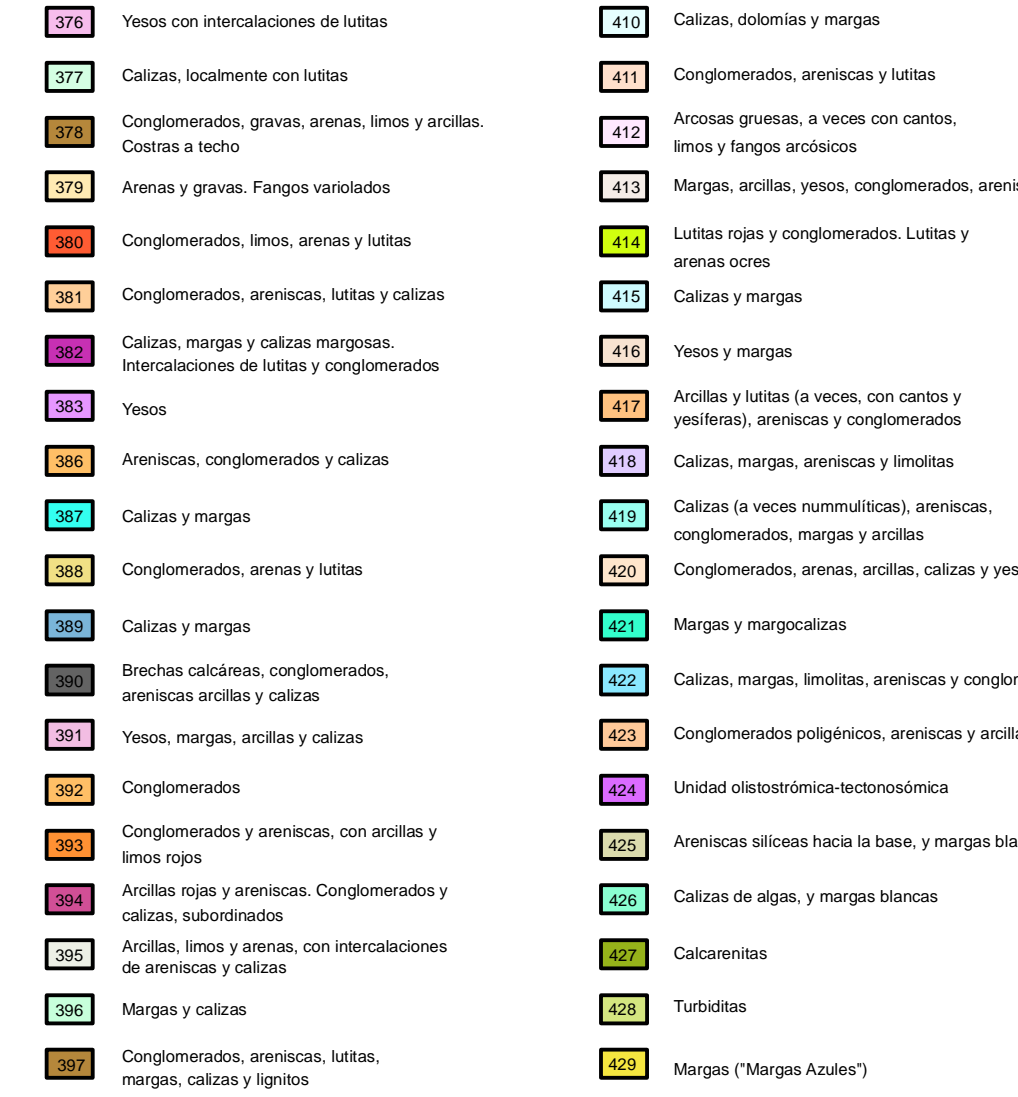 376 Yesos con intercalaciones de lutitas
377 Calizas, localmente con lutitas
378 Conglomerados, gravas, arenas, limos y arcillas.
Costras a techo
379 Arenas y gravas. Fangos variolados
380 Conglomerados, limos, arenas y lutitas
381 Conglomerados, areniscas, lutitas y calizas
382 Calizas, margas y calizas margosas.
Intercalaciones de lutitas y conglomerados
383 Yesos
386 Areniscas, conglomerados y calizas
387 Calizas y margas
388 Conglomerados, arenas y lutitas
389 Calizas y margas
390 Brechas calcáreas, conglomerados,
areniscas arcillas y calizas
391 Yesos, margas, arcillas y calizas
392 Conglomerados
393 Conglomerados y areniscas, con arcillas y
limos rojos
394 Arcillas rojas y areniscas. Conglomerados y
calizas, subordinados
395 Arcillas, limos y arenas, con intercalaciones
de areniscas y calizas
396 Margas y calizas
397 Conglomerados, areniscas, lutitas,
margas, calizas y lignitos
410 Calizas, dolomías y margas
411 Conglomerados, areniscas y lutitas
412 Arcosas gruesas, a veces con cantos,
limos y fangos arcósicos
413 Margas, arcillas, yesos, conglomerados,
414 Lutitas rojas y conglomerados. Lutitas y
arenas ocres
415 Calizas y margas
416 Yesos y margas
417 Arcillas y lutitas (a veces, con cantos y
yesíferas), areniscas y conglomerados
418 Calizas, margas, areniscas y limolitas
419 Calizas (a veces nummulíticas), areniscas,
conglomerados, margas y arcillas
420 Conglomerados, arenas, arcillas, calizas y
421 Margas y margocalizas
422 Calizas, margas, limolitas, areniscas y
423 Conglomerados poligénicos, areniscas y
424 Unidad olistostrómica-tectonosómica
425 Areniscas silíceas hacia la base, y margas
426 Calizas de algas, y margas blancas
427 Calcarenitas
428 Turbiditas
429 Margas ("Margas Azules")